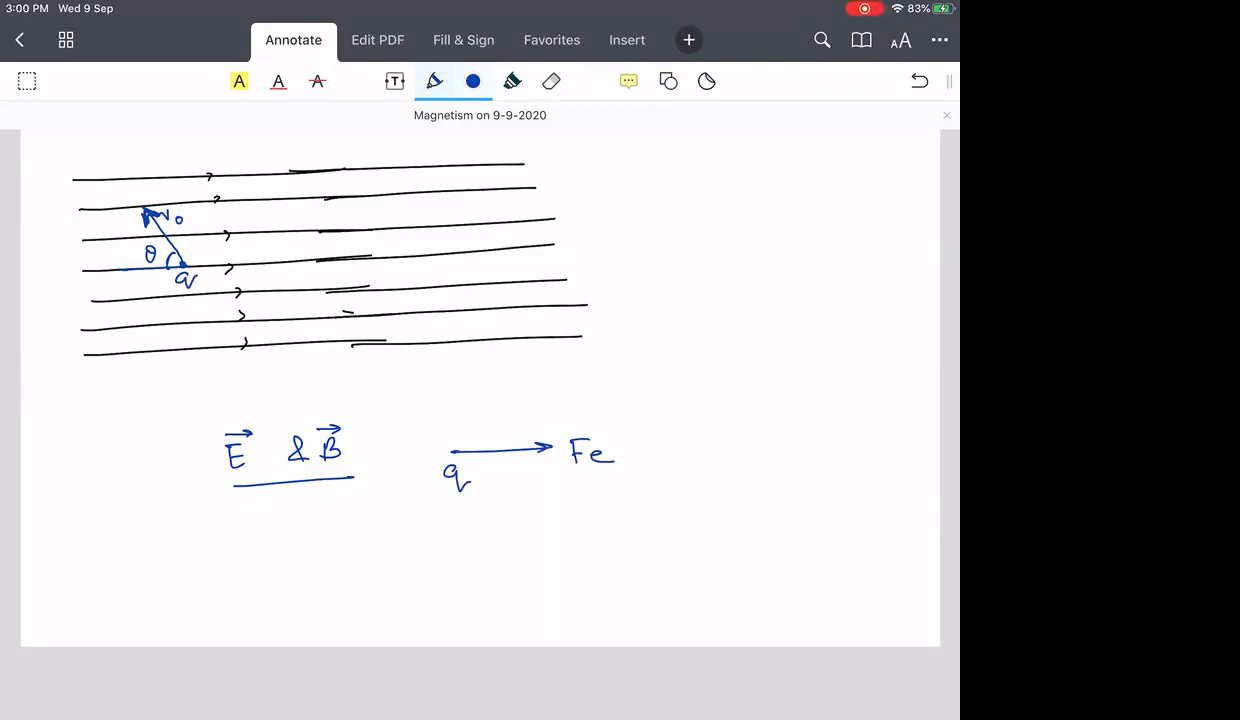 3:00 PM Wed 9 Sep 83%
Annotate Edit PDF Fill & Sign Favorites Insert
A A A T AA
Magnetism on 9-9-2020
v₀
θ
q
E & B q Fe